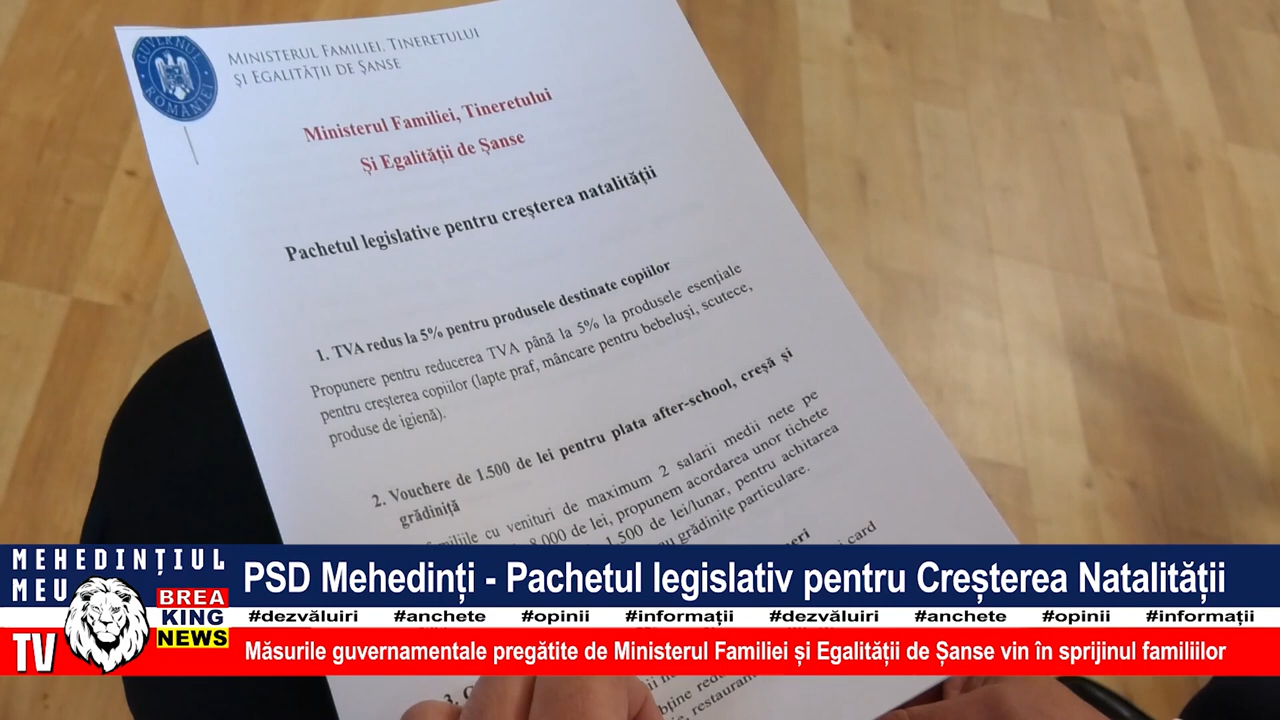 GUVERNUL ROMÂNIEI
MINISTERUL FAMILIEI, TINERETULUI
ȘI EGALITĂȚII DE ȘANSE
Ministerul Familiei, Tineretului
Și Egalității de Șanse
Pachetul legislative pentru creșterea natalității
1. TVA redus la 5% pentru produsele destinate copiilor
Propunere pentru reducerea TVA până la 5% la produsele esențiale
pentru creșterea copiilor (lapte praf, mâncare pentru bebeluși, scutece,
produse de igienă).
2. Vouchere de 1.500 de lei pentru plata after-school, creșă și
grădiniță
cu venituri de maximum 2 salarii medii nete pe
8.000 de lei, propunem acordarea unor tichete
1.500 de lei/lunar, pentru achitarea
grădinițe particulare.
card
3.
MEHEDINȚIUL
MEU
TV
BREA
KING
NEWS
PSD Mehedinți - Pachetul legislativ pentru Creșterea Natalității
#dezvăluiri #anchete #opinii #informații #dezvăluiri #anchete #opinii #informații
Măsurile guvernamentale pregătite de Ministerul Familiei și Egalității de Șanse vin în sprijinul familiilor